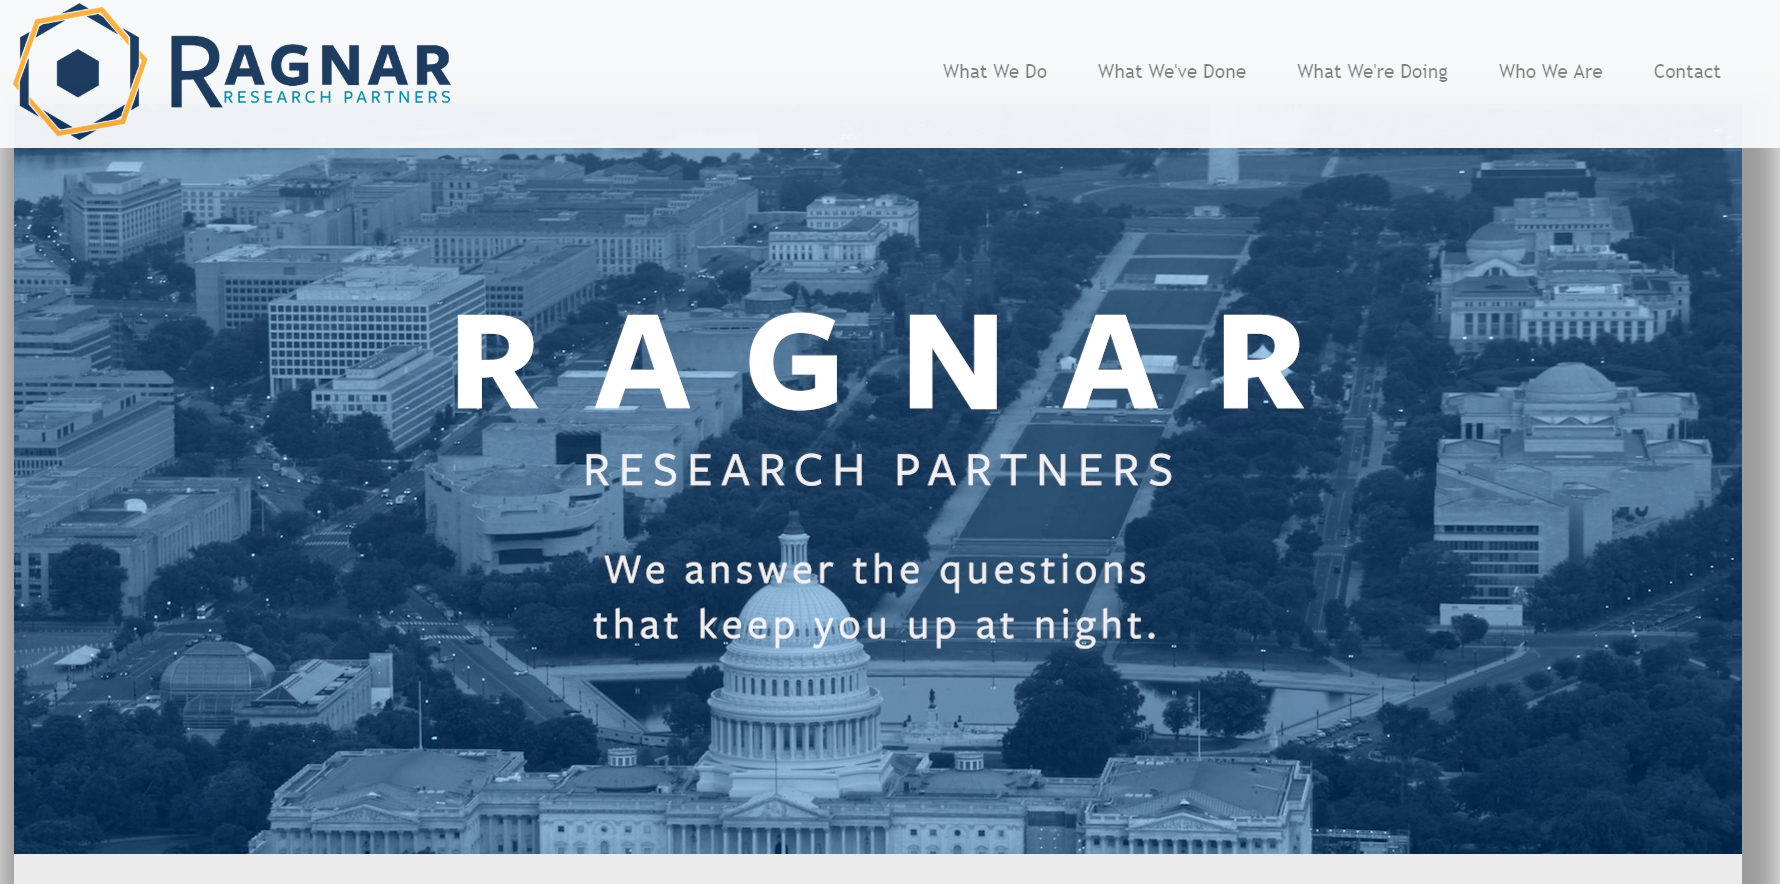 RAGNAR
RESEARCH PARTNERS
What We Do
What We've Done
What We're Doing
Who We Are
Contact
RAGNAR
RESEARCH PARTNERS
We answer the questions
that keep you up at night.